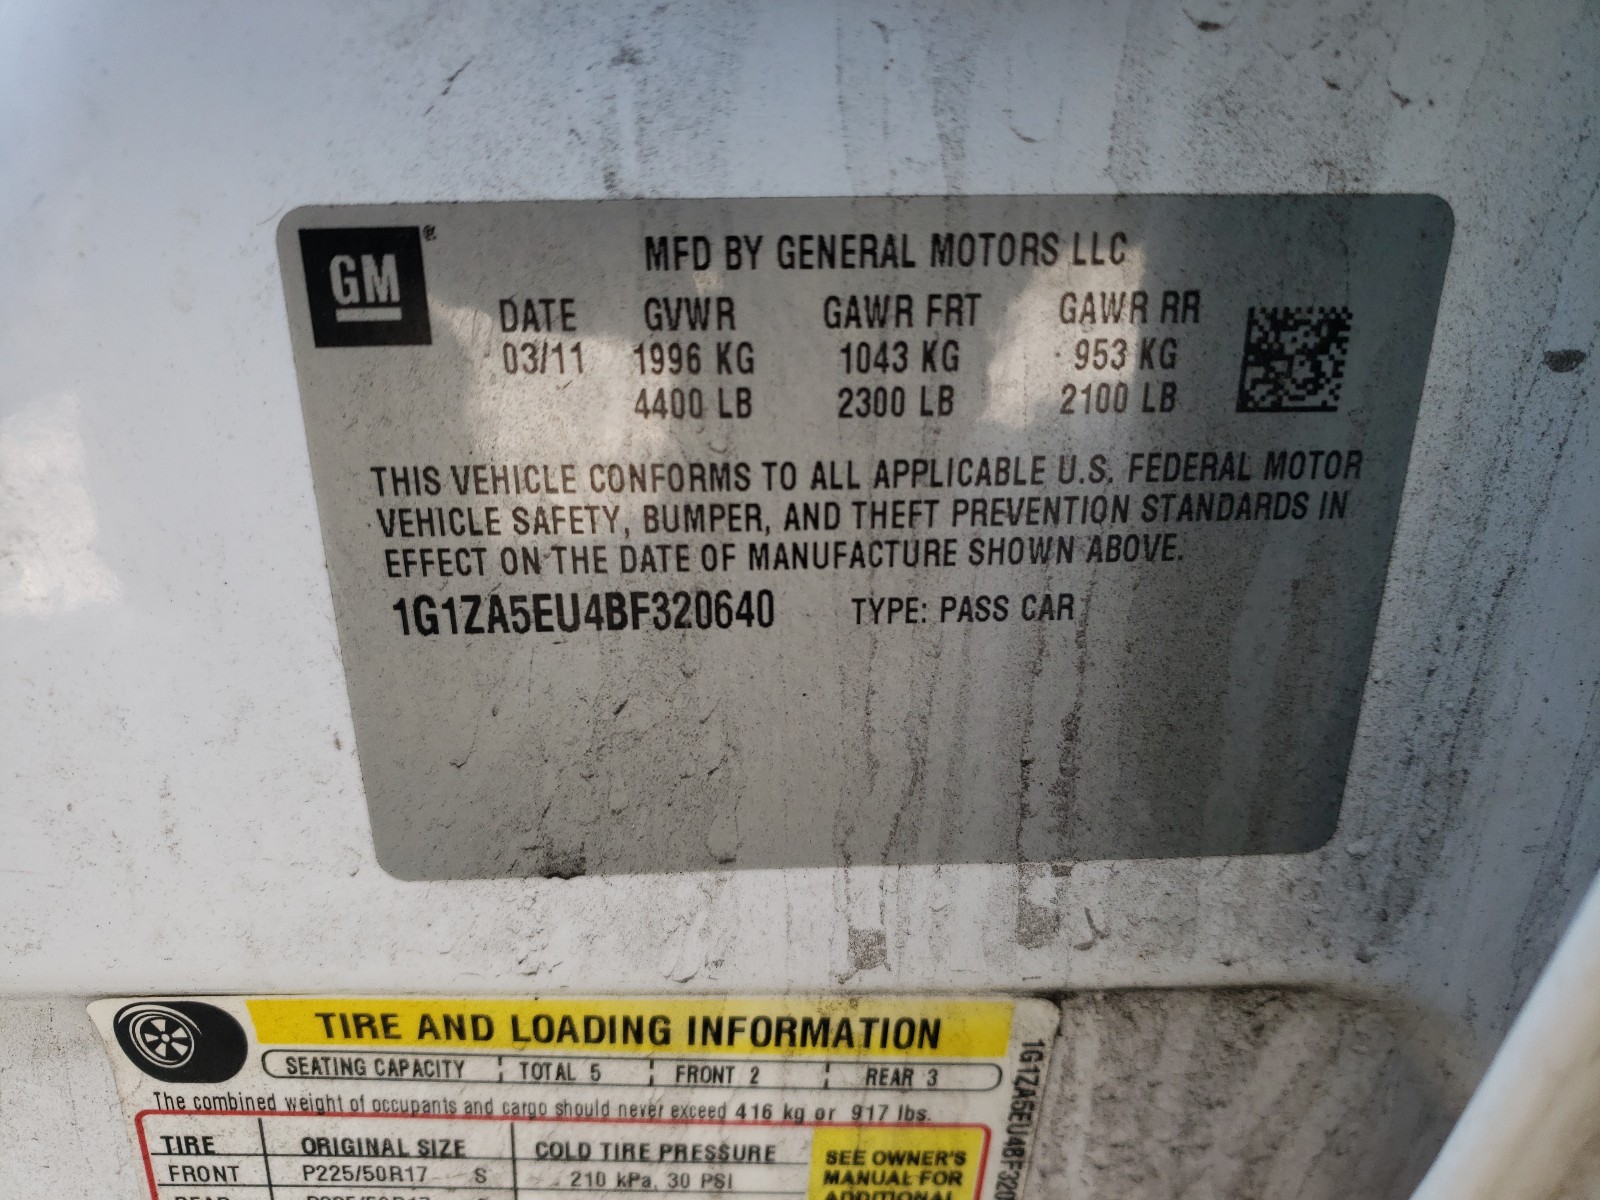 GM ®
MFD BY GENERAL MOTORS LLC
DATE GVWR GAWR FRT GAWR RR
03/11 1996 KG 1043 KG 953 KG
4400 LB 2300 LB 2100 LB
THIS VEHICLE CONFORMS TO ALL APPLICABLE U.S. FEDERAL MOTOR
VEHICLE SAFETY, BUMPER, AND THEFT PREVENTION STANDARDS IN
EFFECT ON THE DATE OF MANUFACTURE SHOWN ABOVE.
1G1ZA5EU4BF320640 TYPE: PASS CAR
TIRE AND LOADING INFORMATION
SEATING CAPACITY TOTAL 5 FRONT 2 REAR 3
The combined weight of occupants and cargo should never exceed 416 kg or 917 lbs.
TIRE ORIGINAL SIZE COLD TIRE PRESSURE
FRONT P225/50R17 S 210 kPa, 30 PSI
SEE OWNER'S
MANUAL FOR
ADDITIONAL
1G1ZA5EU4BF320